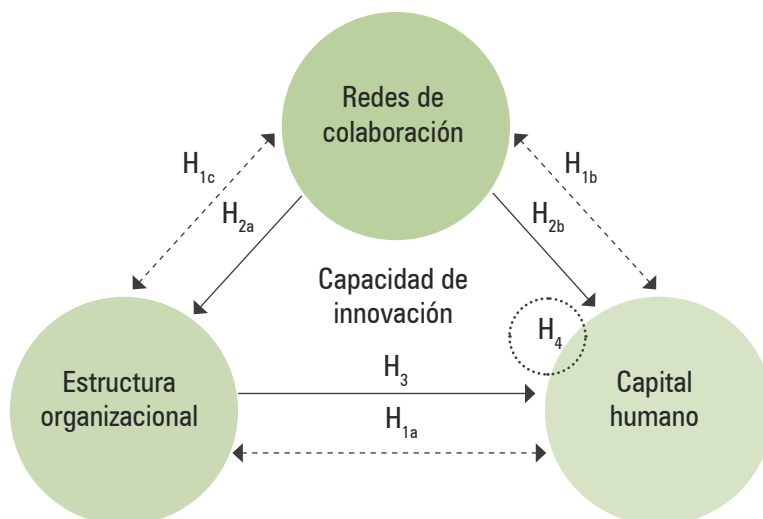 Redes de
colaboración
H1c
H1b
H2a
H2b
Capacidad de
innovación
H4
Estructura
organizacional
H3
Capital
humano
H1a